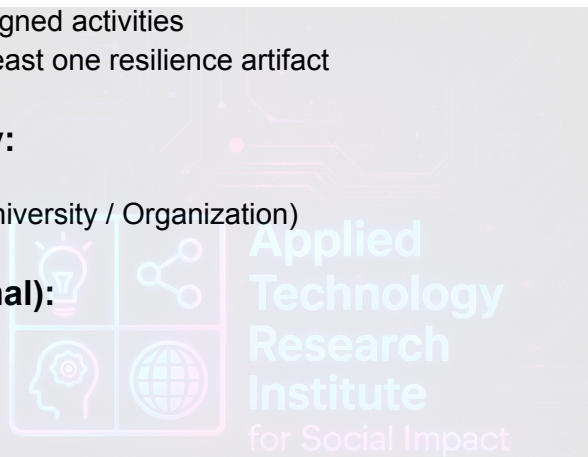 gned activities
east one resilience artifact
y:
niversity / Organization)
nal):
Applied
Technology
Research
Institute
for Social Impact